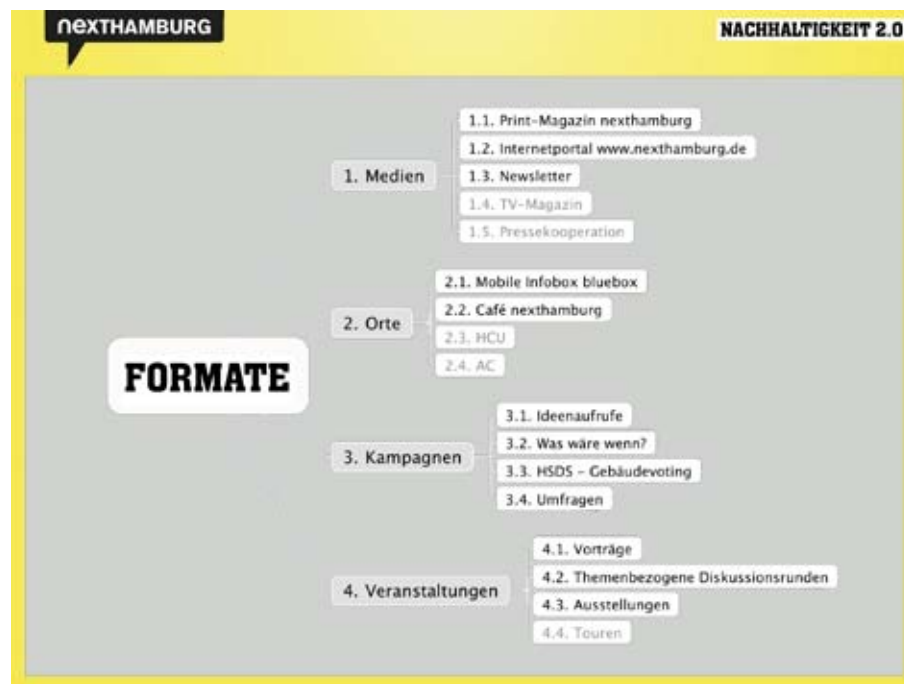 nexthamburg
NACHHALTIGKEIT 2.0
FORMATE
1. Medien
1.1. Print-Magazin nexthamburg
1.2. Internetportal www.nexthamburg.de
1.3. Newsletter
1.4. TV-Magazin
1.5. Pressekooperation
2. Orte
2.1. Mobile Infobox bluebox
2.2. Café nexthamburg
2.3. HCU
2.4. AC
3. Kampagnen
3.1. Ideenaufrufe
3.2. Was wäre wenn?
3.3. HSDS - Gebäudevoting
3.4. Umfragen
4. Veranstaltungen
4.1. Vorträge
4.2. Themenbezogene Diskussionsrunden
4.3. Ausstellungen
4.4. Touren